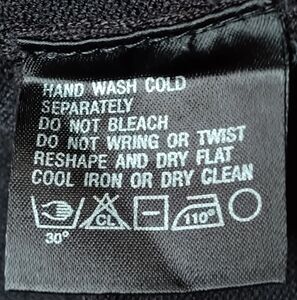 HAND WASH COLD
SEPARATELY
DO NOT BLEACH
DO NOT WRING OR TWIST
RESHAPE AND DRY FLAT
COOL IRON OR DRY CLEAN
CL 110°
30°